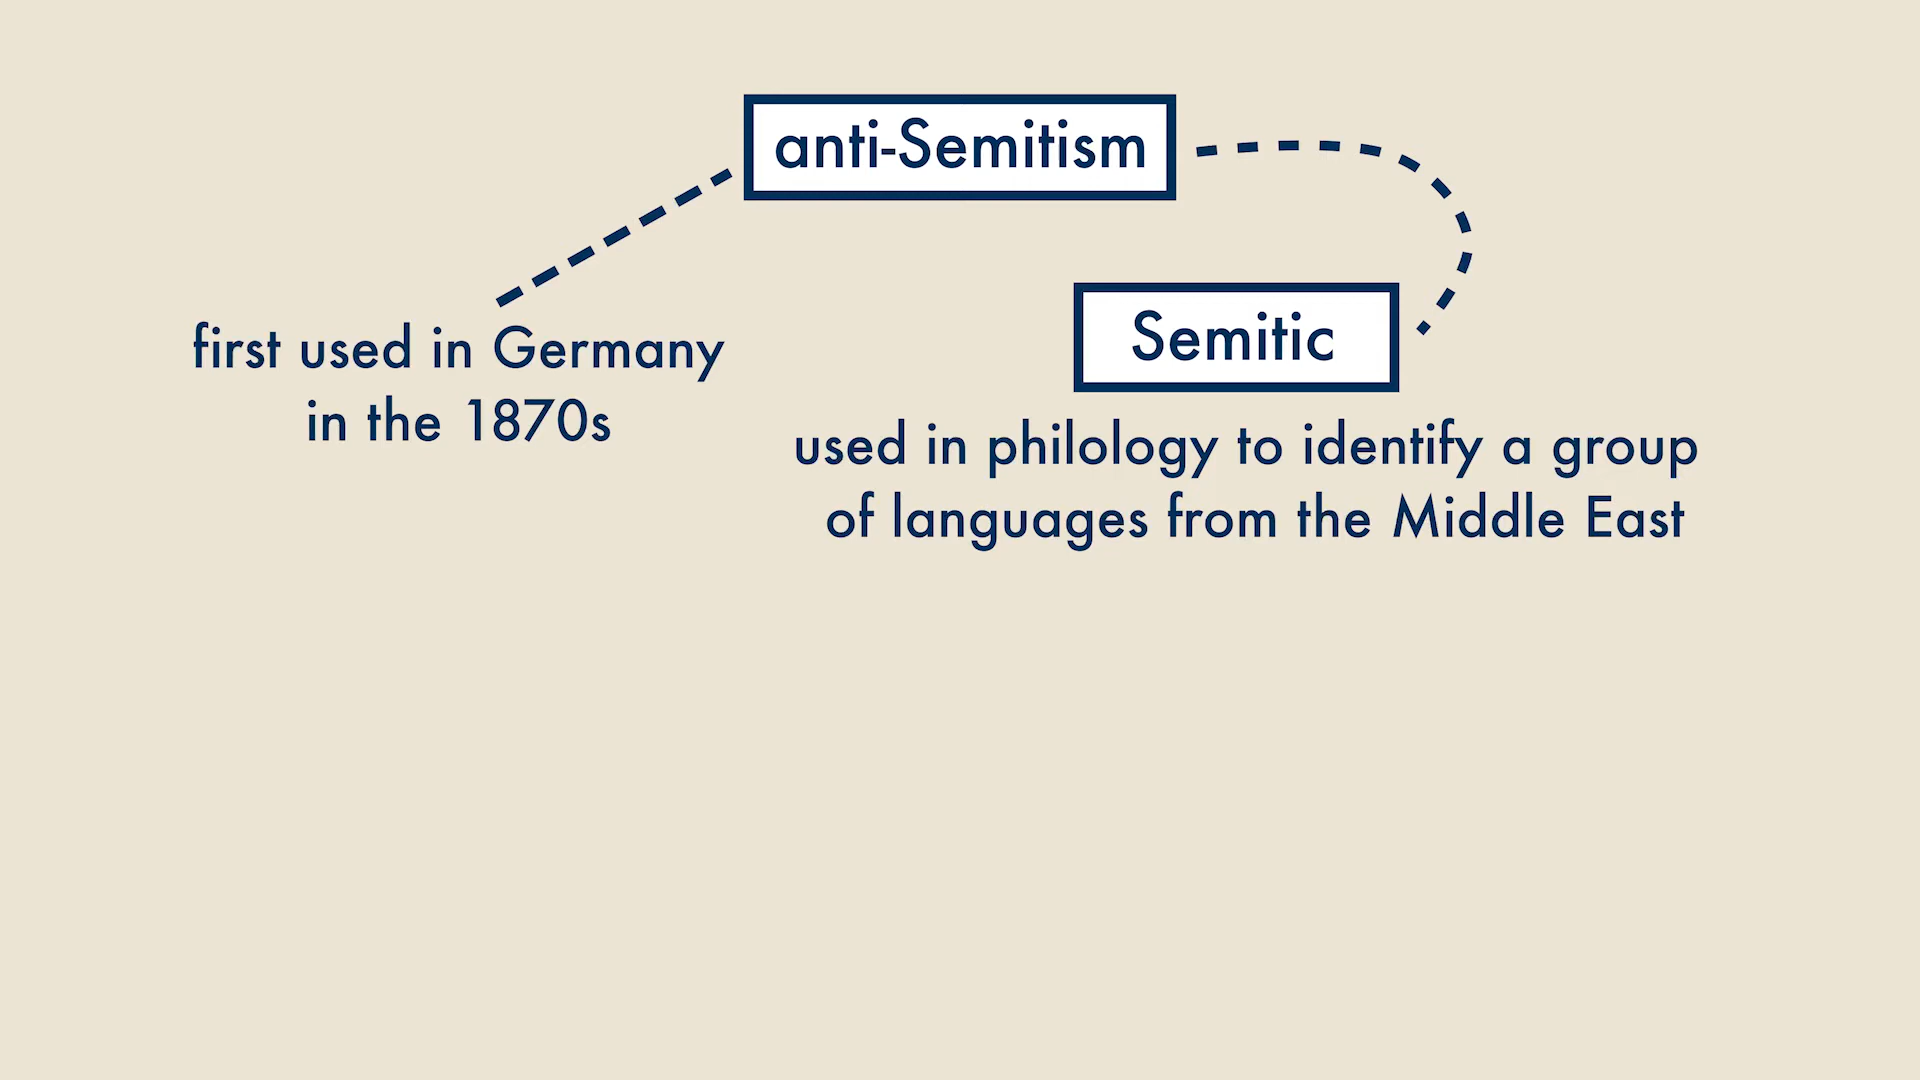 anti-Semitism
first used in Germany
in the 1870s
Semitic
used in philology to identify a group
of languages from the Middle East